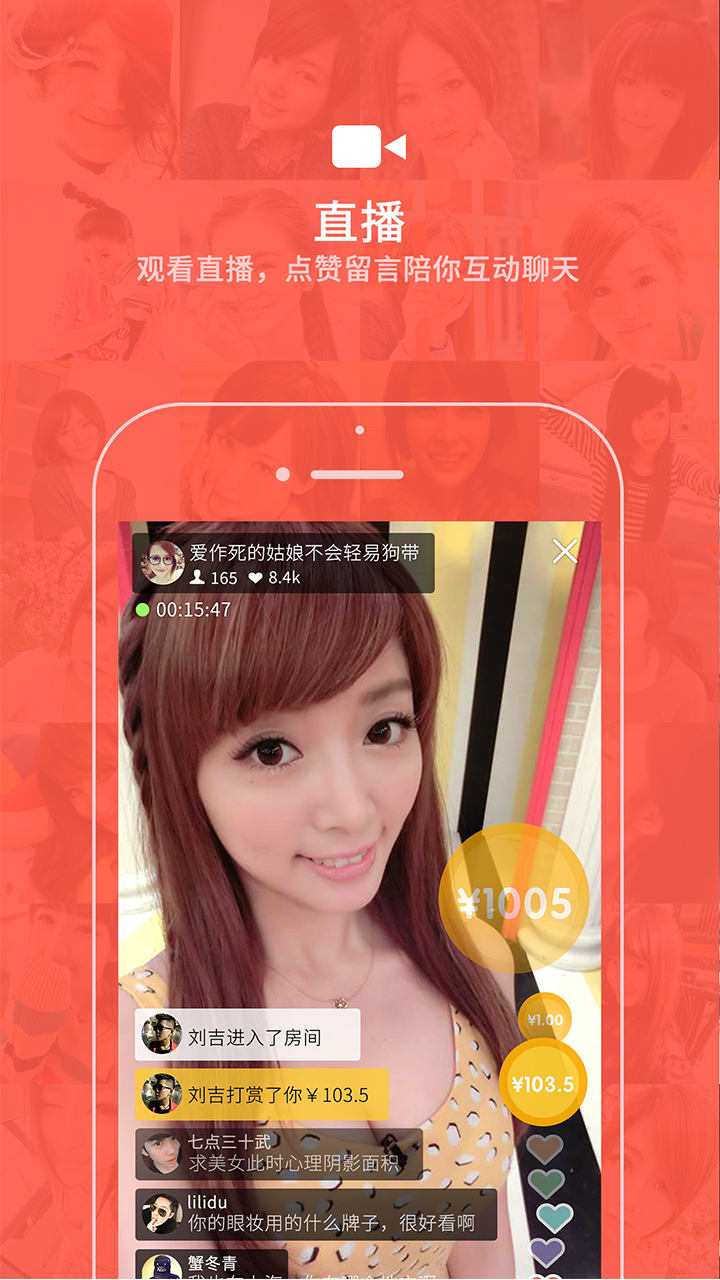 直播
观看直播，点赞留言陪你互动聊天
爱作死的姑娘不会轻易狗带
165 8.4k
00:15:47
¥1005
¥1.00
刘吉进入了房间
刘吉打赏了你￥103.5
¥103.5
七点三十武
求美女此时心理阴影面积
lilidu
你的眼妆用的什么牌子，很好看啊
蟹冬青